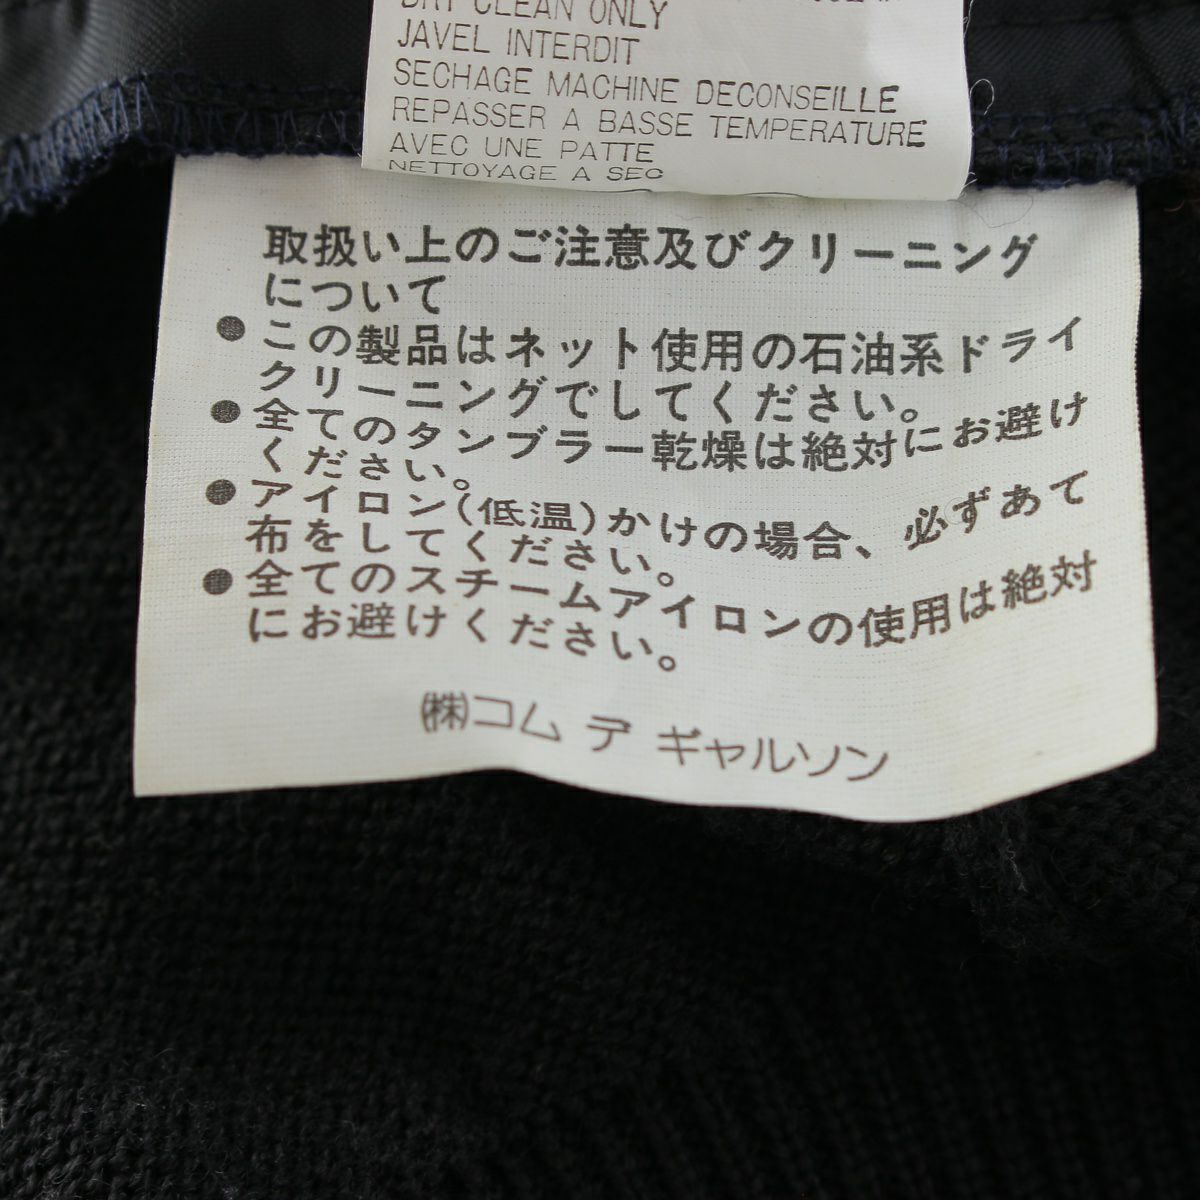 DRY CLEAN ONLY
JAVEL INTERDIT
SECHAGE MACHINE DECONSEILLE
REPASSER A BASSE TEMPERATURE
AVEC UNE PATTE
NETTOYAGE A SEC
取扱い上のご注意及びクリーニング
について
●この製品はネット使用の石油系ドライ
クリーニングでしてください。
●全てのタンブラー乾燥は絶対にお避け
ください。
●アイロン(低温)かけの場合、必ずあて
布をしてください。
●全てのスチームアイロンの使用は絶対
にお避けください。
㈱コム デ ギャルソン